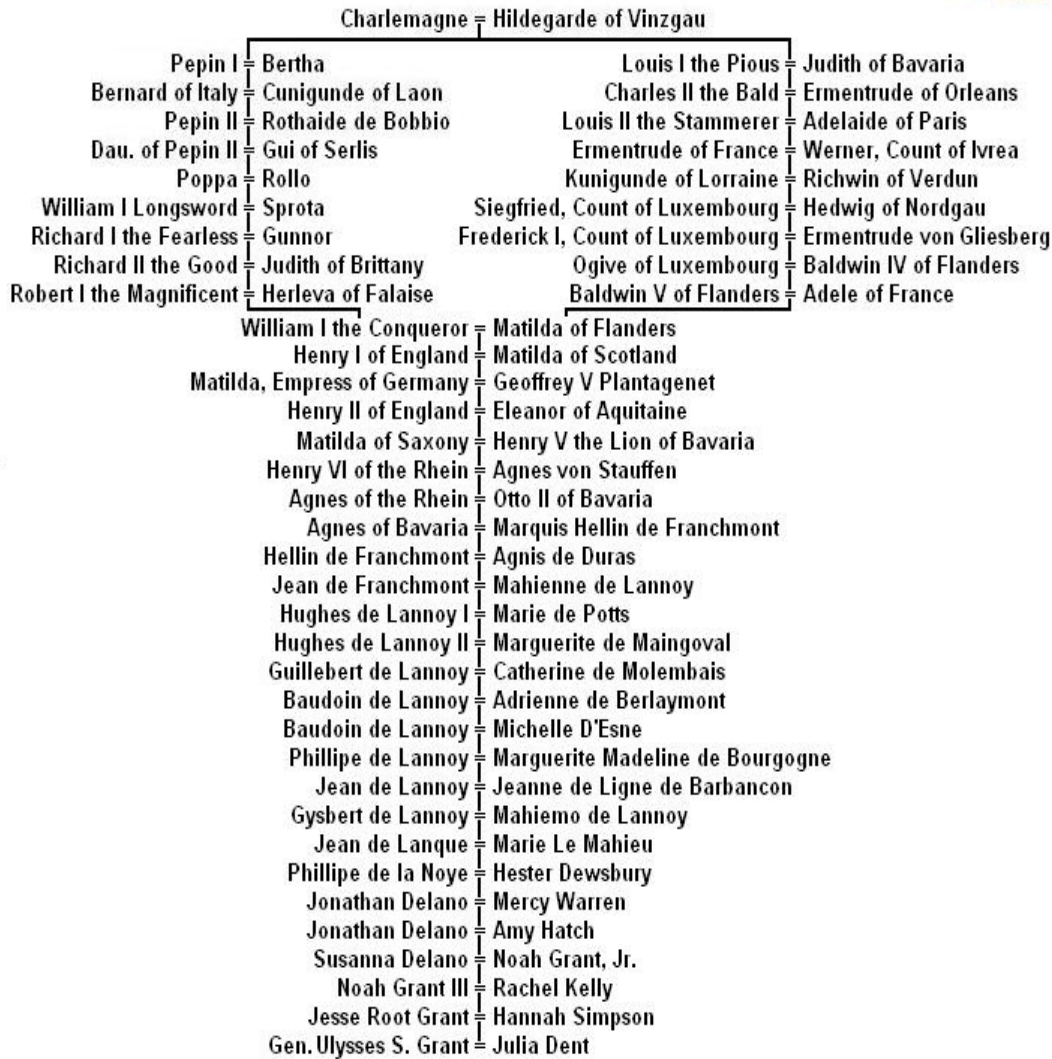 Charlemagne = Hildegarde of Vinzgau
Pepin I = Bertha
Bernard of Italy = Cunigunde of Laon
Pepin II = Rothaide de Bobbio
Dau. of Pepin II = Gui of Serlis
Poppa = Rollo
William I Longsword = Sprota
Richard I the Fearless = Gunnor
Richard II the Good = Judith of Brittany
Robert I the Magnificent = Herleva of Falaise
Louis I the Pious = Judith of Bavaria
Charles II the Bald = Ermentrude of Orleans
Louis II the Stammerer = Adelaide of Paris
Ermentrude of France = Werner, Count of Ivrea
Kunigunde of Lorraine = Richwin of Verdun
Siegfried, Count of Luxembourg = Hedwig of Nordgau
Frederick I, Count of Luxembourg = Ermentrude von Gliesberg
Ogive of Luxembourg = Baldwin IV of Flanders
Baldwin V of Flanders = Adele of France
William I the Conqueror = Matilda of Flanders
Henry I of England = Matilda of Scotland
Matilda, Empress of Germany = Geoffrey V Plantagenet
Henry II of England = Eleanor of Aquitaine
Matilda of Saxony = Henry V the Lion of Bavaria
Henry VI of the Rhein = Agnes von Stauffen
Agnes of the Rhein = Otto II of Bavaria
Agnes of Bavaria = Marquis Hellin de Franchmont
Hellin de Franchmont = Agnis de Duras
Jean de Franchmont = Mahienne de Lannoy
Hughes de Lannoy I = Marie de Potts
Hughes de Lannoy II = Marguerite de Maingoval
Guillebert de Lannoy = Catherine de Molembais
Baudoin de Lannoy = Adrienne de Berlaymont
Baudoin de Lannoy = Michelle D'Esne
Phillipe de Lannoy = Marguerite Madeline de Bourgogne
Jean de Lannoy = Jeanne de Ligne de Barbancon
Gysbert de Lannoy = Mahiemo de Lannoy
Jean de Lanque = Marie Le Mahieu
Phillipe de la Noye = Hester Dewsbury
Jonathan Delano = Mercy Warren
Jonathan Delano = Amy Hatch
Susanna Delano = Noah Grant, Jr.
Noah Grant III = Rachel Kelly
Jesse Root Grant = Hannah Simpson
Gen. Ulysses S. Grant = Julia Dent